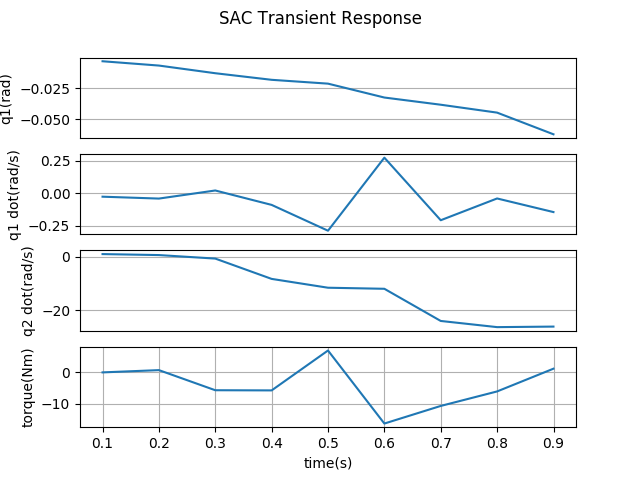 SAC Transient Response
q1(rad)
−0.025
−0.050
q1 dot(rad/s)
0.25
0.00
−0.25
q2 dot(rad/s)
0
−20
torque(Nm)
0
−10
0.1 0.2 0.3 0.4 0.5 0.6 0.7 0.8 0.9
time(s)